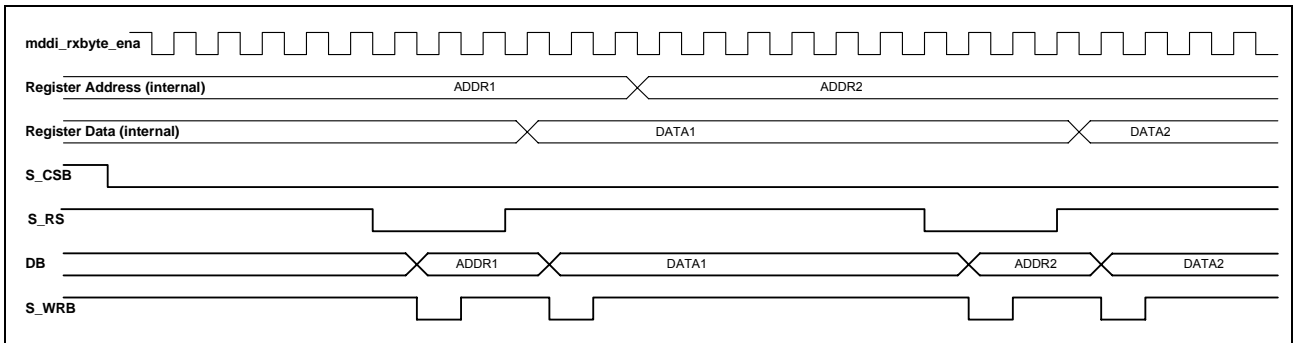 mddi_rxbyte_ena
Register Address (internal) ADDR1 ADDR2
Register Data (internal) DATA1 DATA2
S_CSB
S_RS
DB ADDR1 DATA1 ADDR2 DATA2
S_WRB